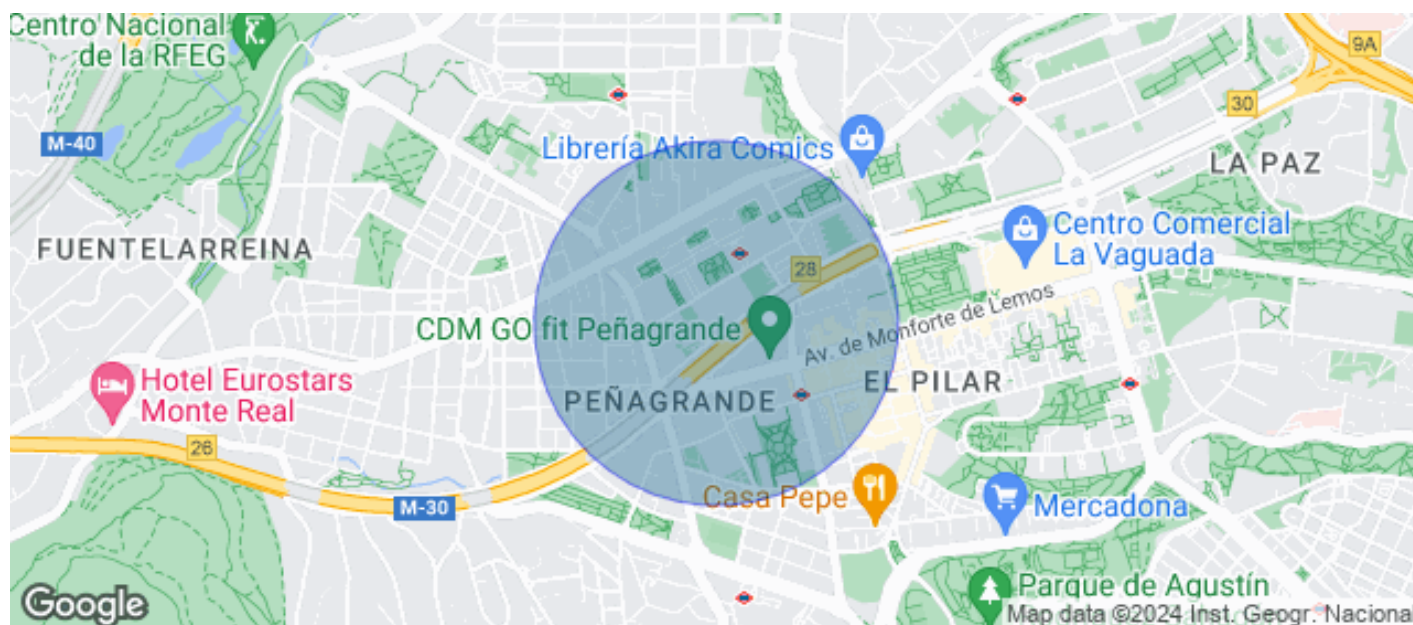 Centro Nacional
de la RFEG
9A
30
M-40
Librería Akira Comics
LA PAZ
FUENTELARREINA
Centro Comercial
La Vaguada
28
CDM GO fit Peñagrande
Av. de Monforte de Lemos
Hotel Eurostars
Monte Real
PEÑAGRANDE
EL PILAR
26
M-30
Casa Pepe
Mercadona
Parque de Agustín
Google
Map data ©2024 Inst. Geogr. Nacional